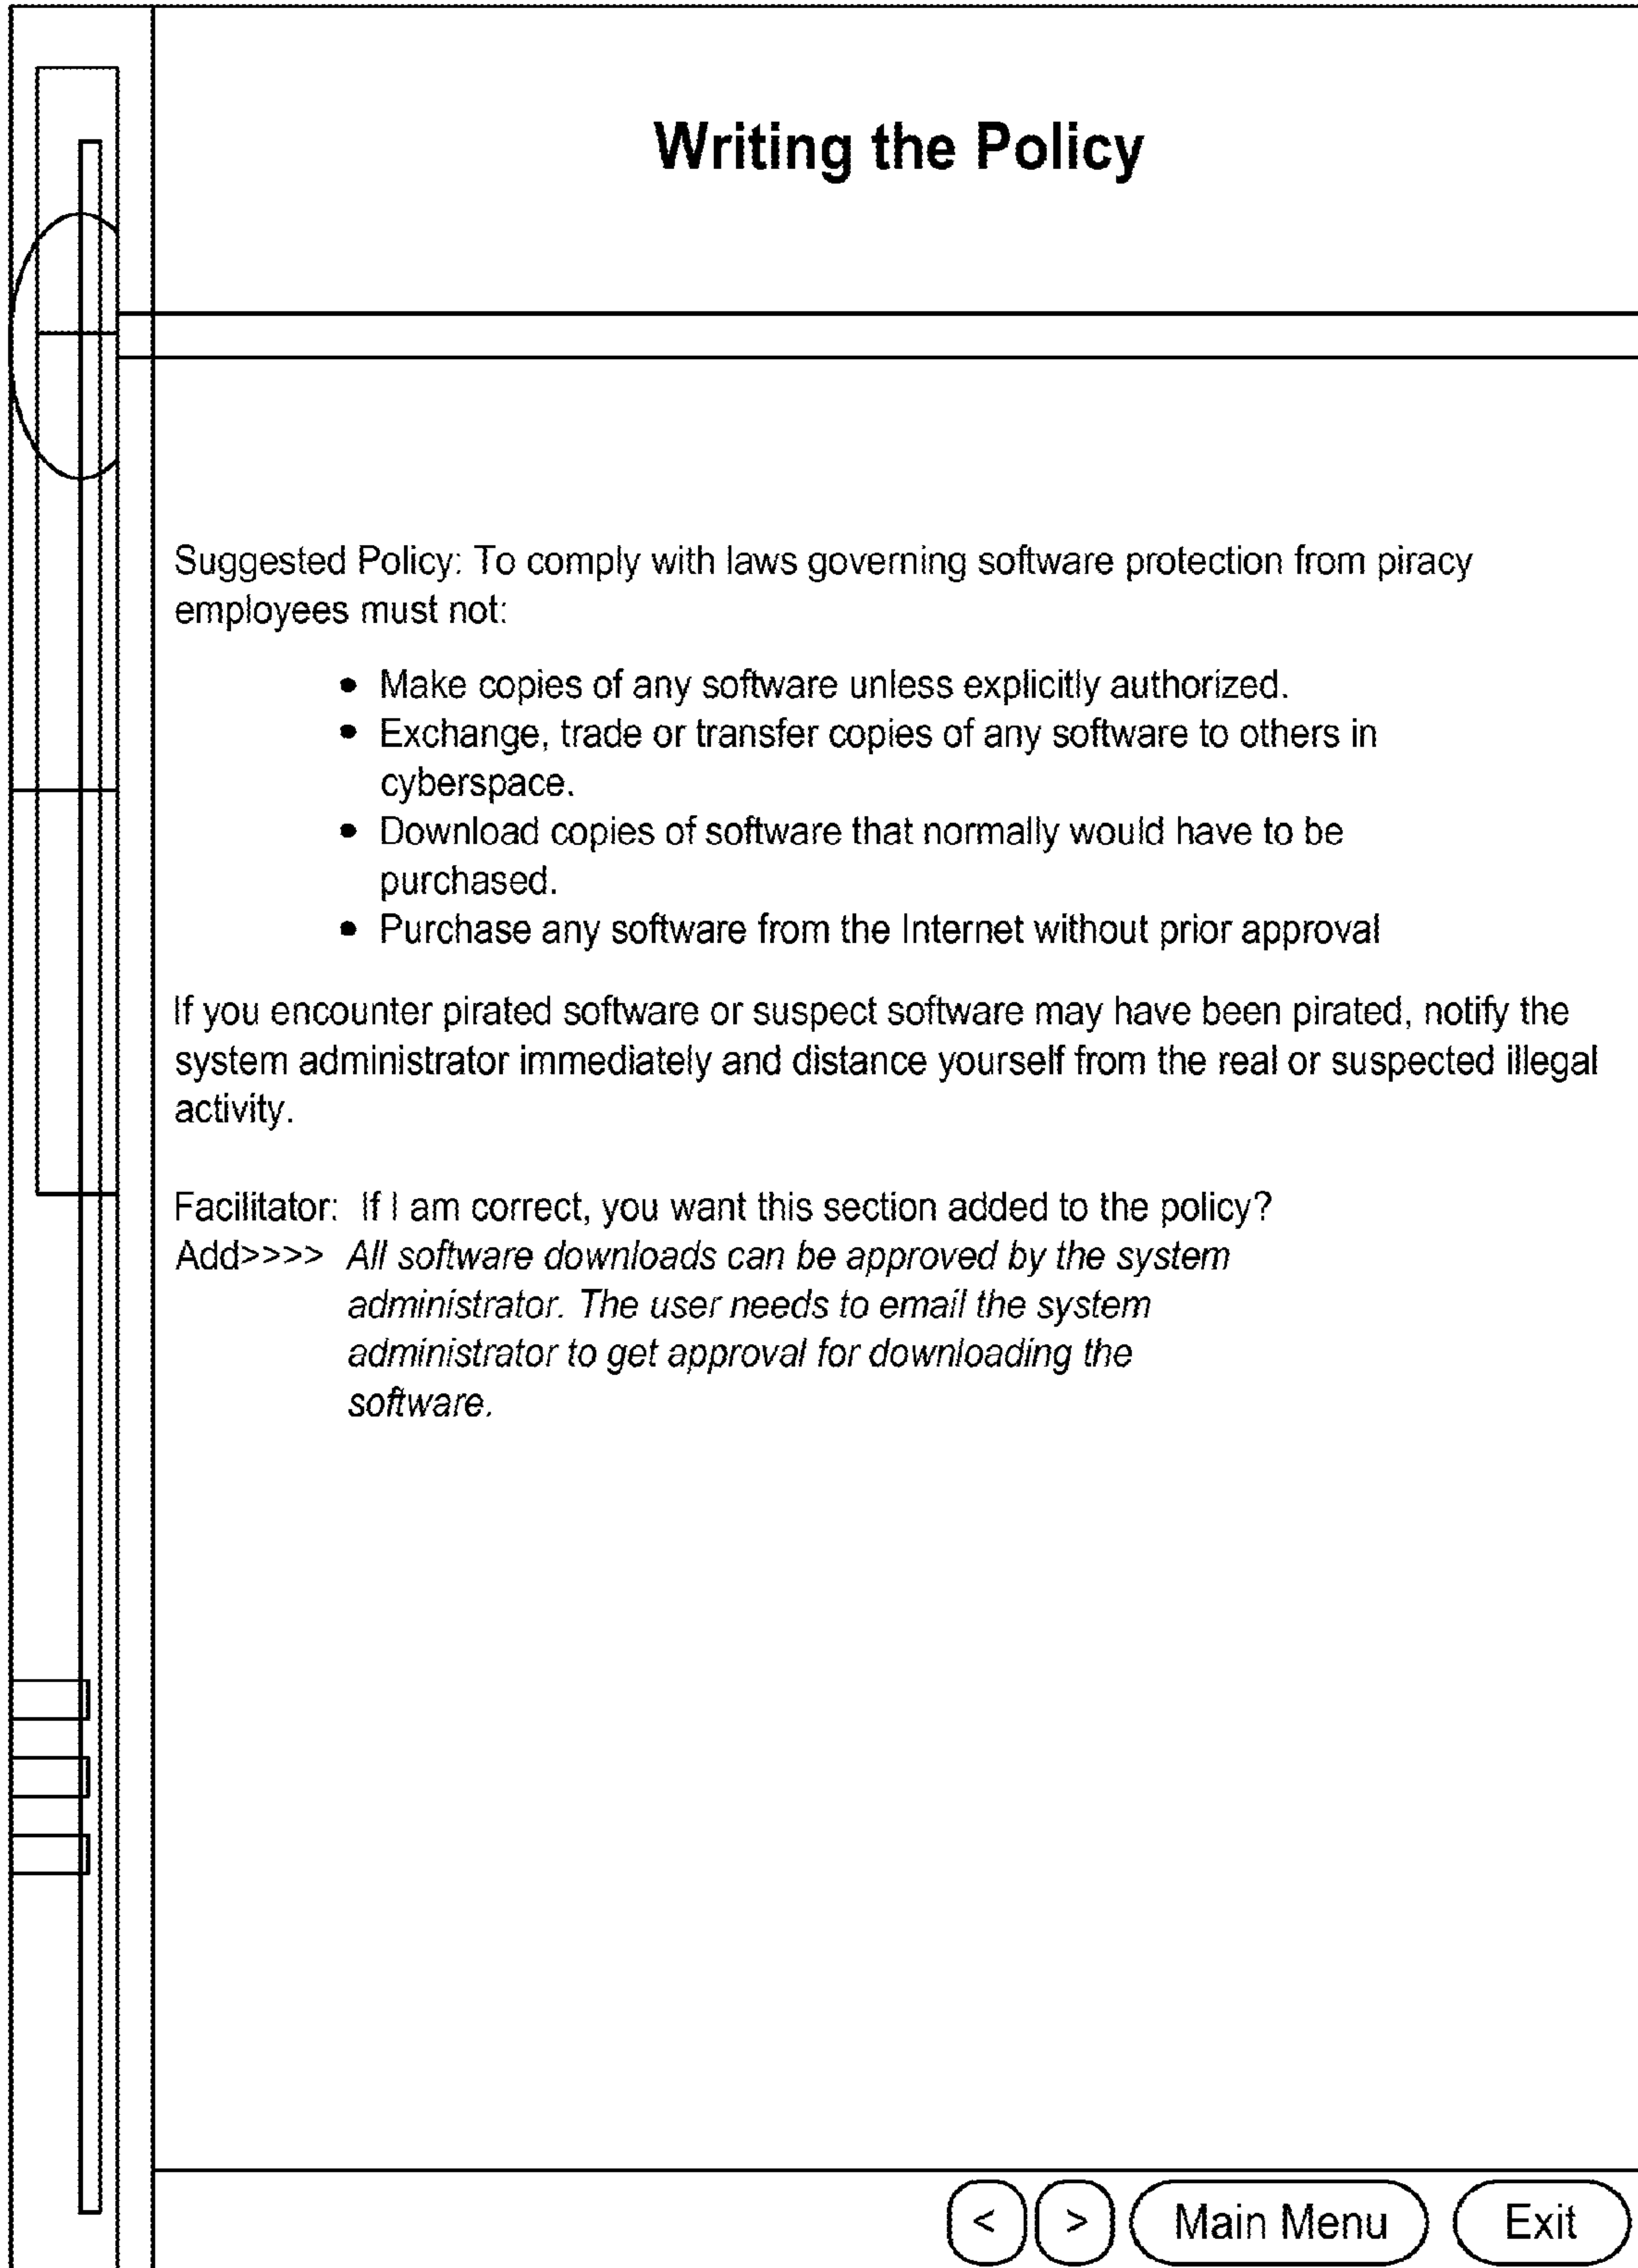 Writing the Policy
Suggested Policy: To comply with laws governing software protection from piracy
employees must not:
• Make copies of any software unless explicitly authorized.
• Exchange, trade or transfer copies of any software to others in
cyberspace.
• Download copies of software that normally would have to be
purchased.
• Purchase any software from the Internet without prior approval
If you encounter pirated software or suspect software may have been pirated, notify the
system administrator immediately and distance yourself from the real or suspected illegal
activity.
Facilitator: If I am correct, you want this section added to the policy?
Add>>>> All software downloads can be approved by the system
administrator. The user needs to email the system
administrator to get approval for downloading the
software.
< > Main Menu Exit